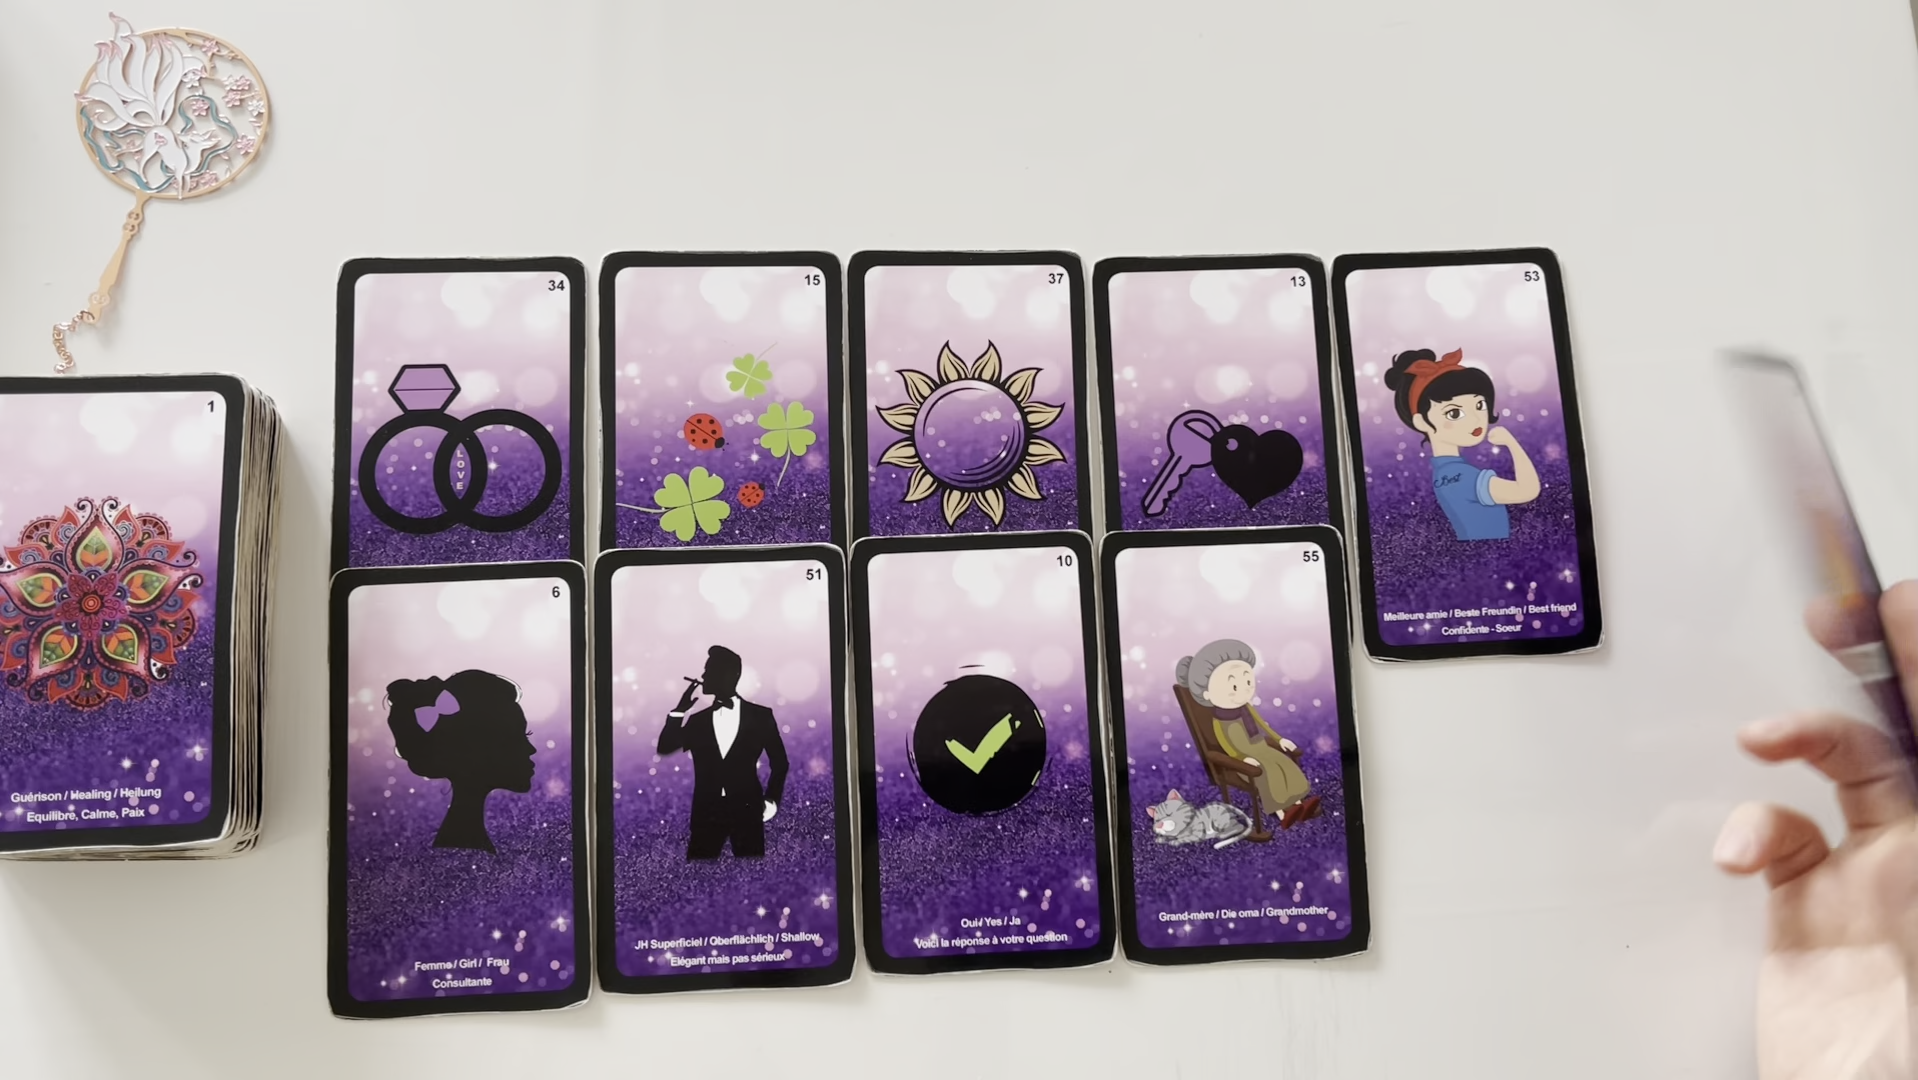 1
Guérison / Healing / Heilung
Equilibre, Calme, Paix
34
LOVE
15
37
13
53
Best
Meilleure amie / Beste Freundin / Best friend
Confidente - Soeur
6
Femme / Girl / Frau
Consultante
51
JH Superficiel / Oberflächlich / Shallow
Elégant mais pas sérieux
10
Oui / Yes / Ja
Voici la réponse à votre question
55
Grand-mère / Die oma / Grandmother